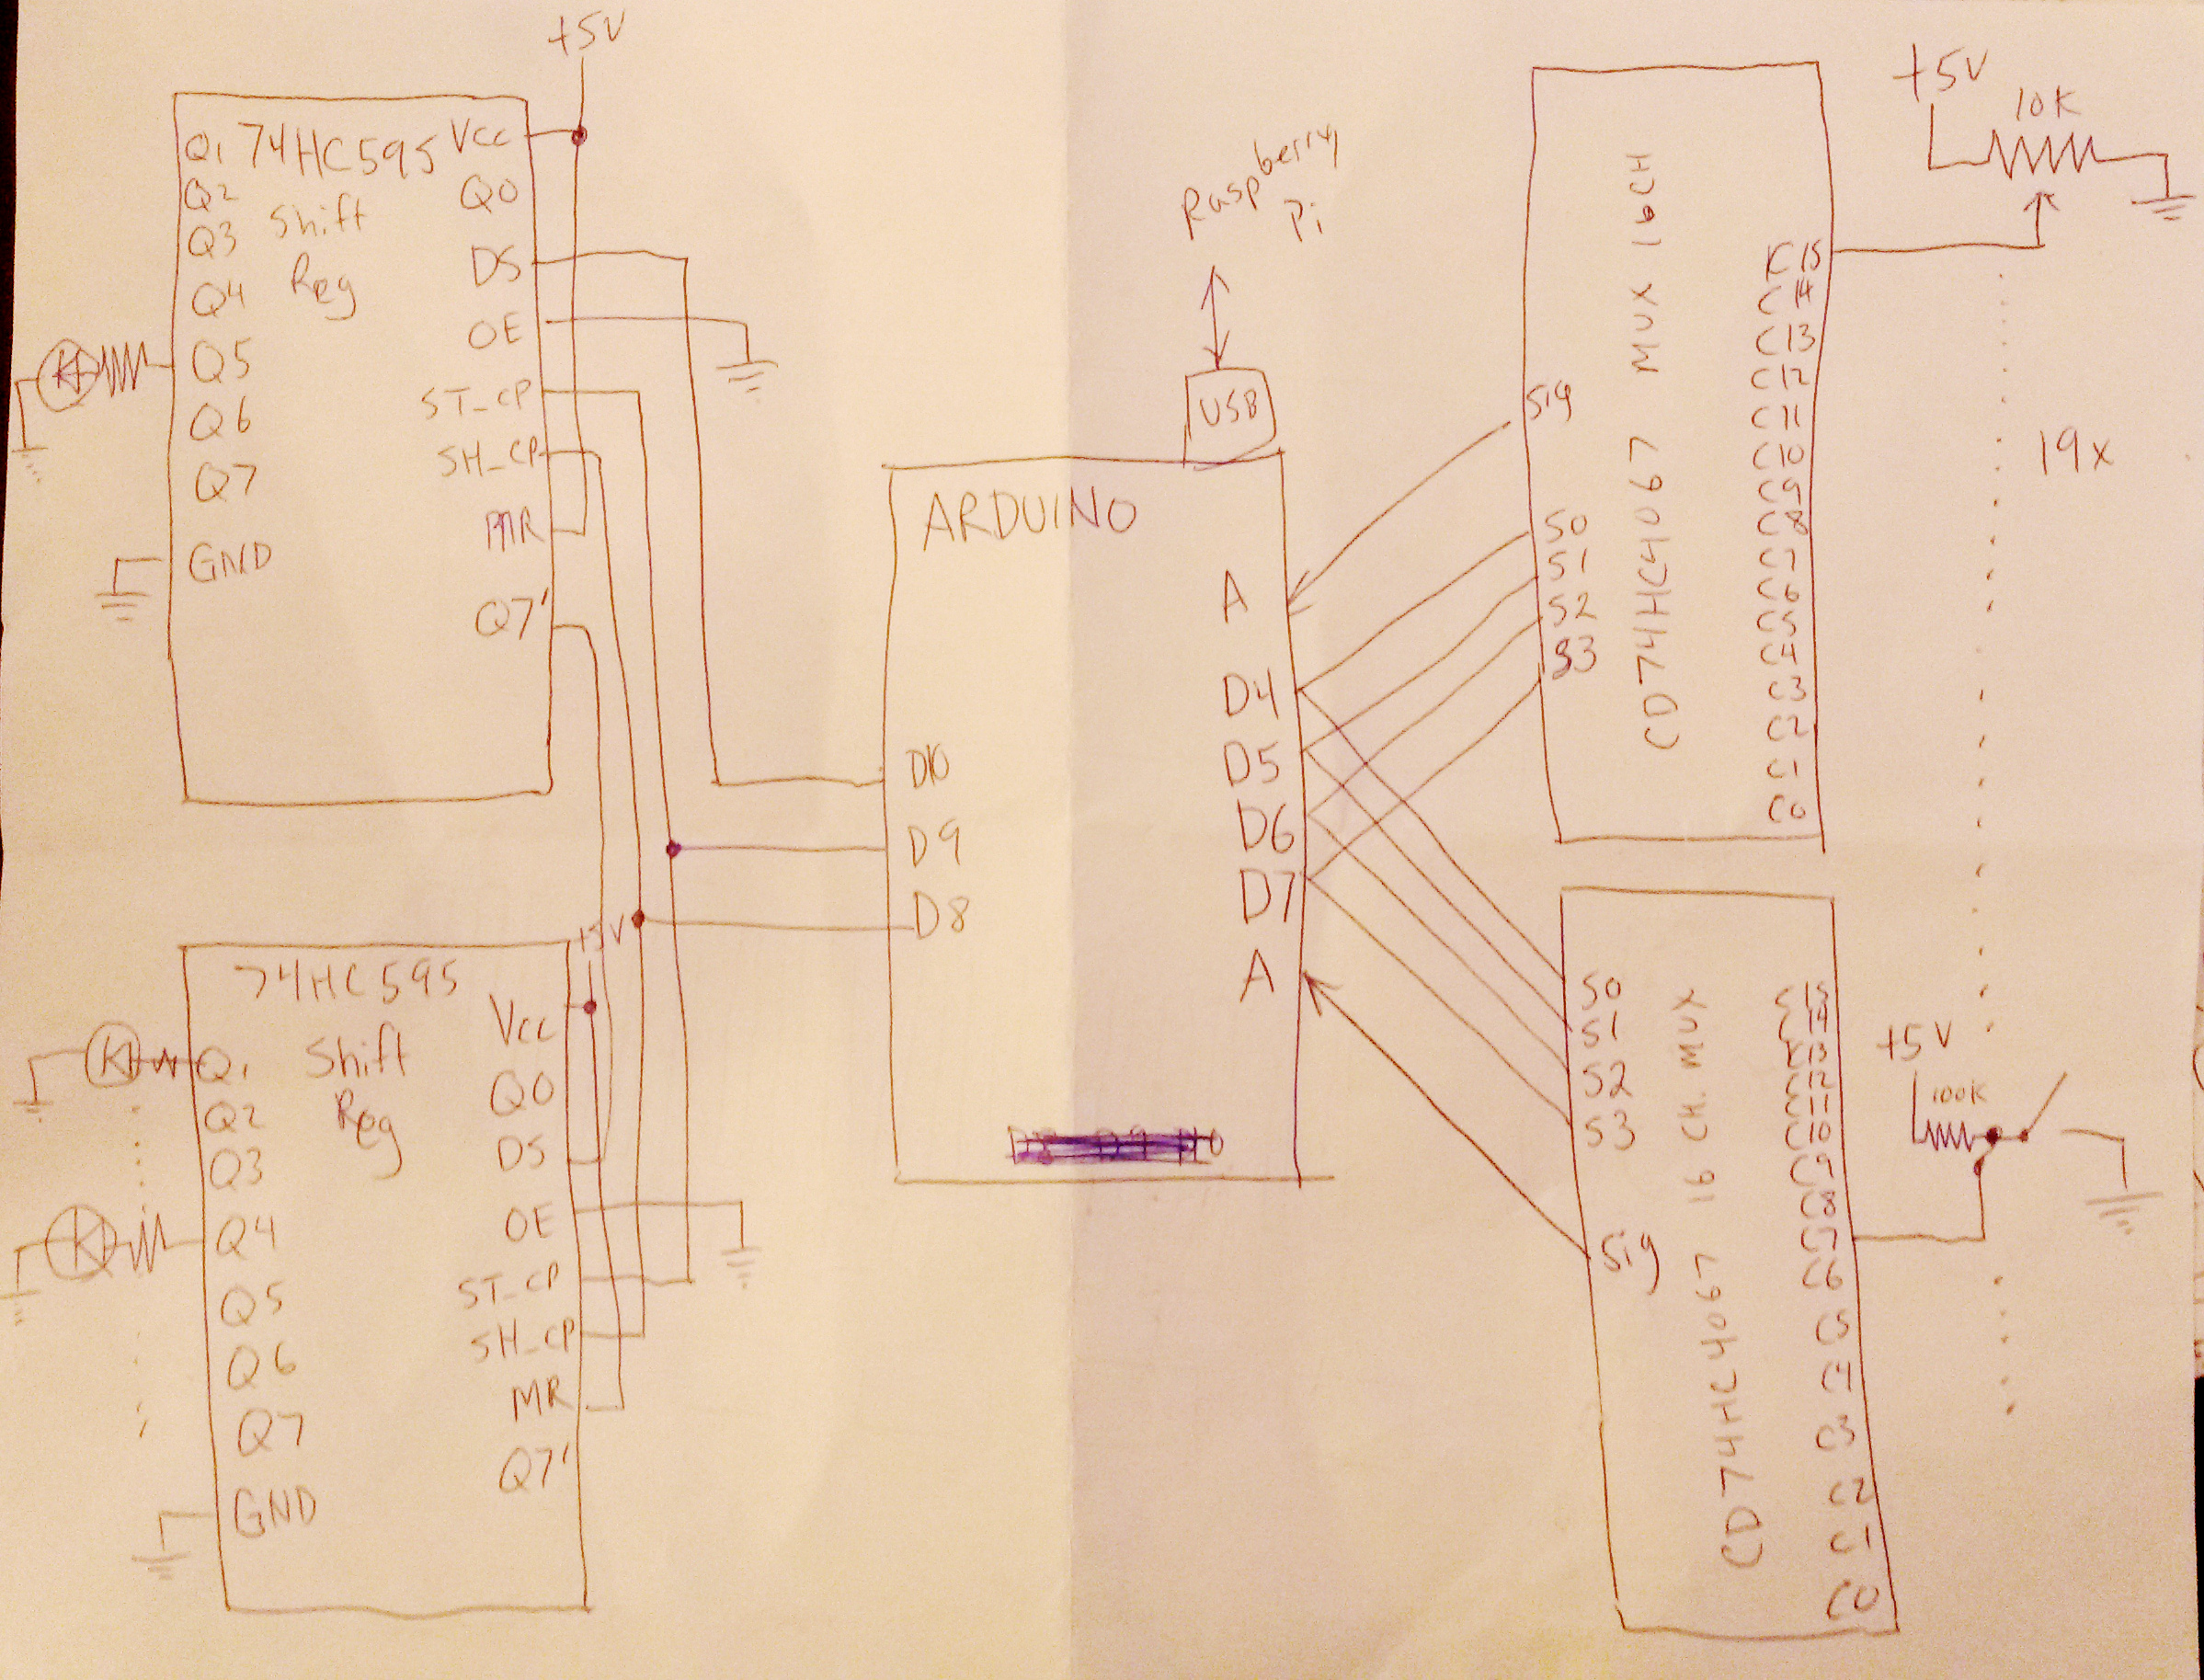 +5V
74HC595
Shift
Reg
Q1
Q2
Q3
Q4
Q5
Q6
Q7
GND
Vcc
Q0
DS
OE
ST_CP
SH_CP
MR
Q7'
+5V
74HC595
Shift
Reg
Q1
Q2
Q3
Q4
Q5
Q6
Q7
GND
Vcc
Q0
DS
OE
ST_CP
SH_CP
MR
Q7'
Raspberry
Pi
USB
ARDUINO
D10
D9
D8
A
D4
D5
D6
D7
A
CD74HC4067 MUX 16CH
Sig
S0
S1
S2
S3
C14
C13
C12
C11
C10
C9
C8
C7
C6
C5
C4
C3
C2
C1
C0
+5V
10K
19x
CD74HHC4067 16 CH. MUX
S0
S1
S2
S3
Sig
C15
C14
C13
C12
C11
C10
C9
C8
C7
C6
C5
C4
C3
C2
C1
C0
+5V
100K